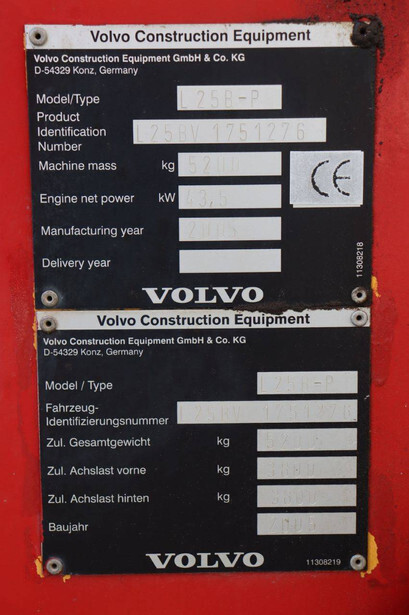 Volvo Construction Equipment
Volvo Construction Equipment GmbH & Co. KG
D-54329 Konz, Germany
Model/Type L25B-P
Product
Identification
Number L25BV 1751276
Machine mass kg 5200
Engine net power kW 43,5
Manufacturing year 2005
Delivery year
CE
11308218
VOLVO
Volvo Construction Equipment
Volvo Construction Equipment GmbH & Co. KG
D-54329 Konz, Germany
Model / Type L25B-P
Fahrzeug-
Identifizierungsnummer L25BV 1751276
Zul. Gesamtgewicht kg
Zul. Achslast vorne kg
Zul. Achslast hinten kg
Baujahr 2005
VOLVO
11308219